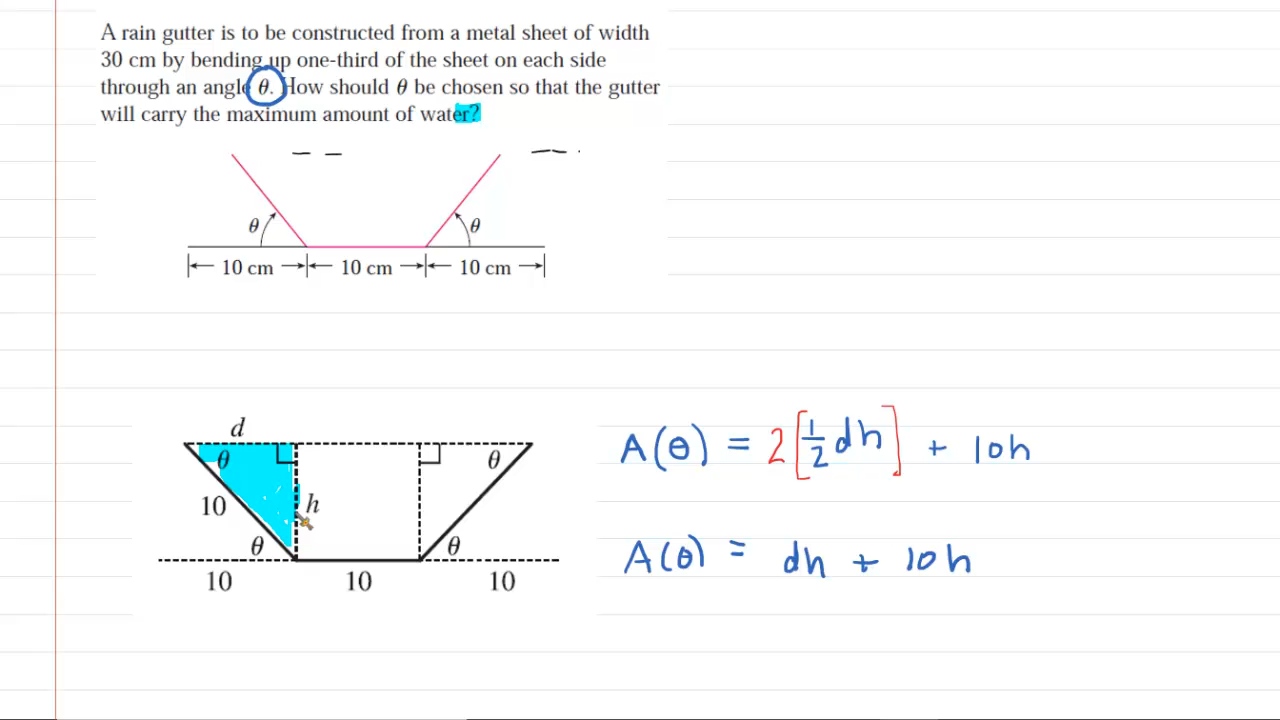 A rain gutter is to be constructed from a metal sheet of width
30 cm by bending up one-third of the sheet on each side
through an angle θ. How should θ be chosen so that the gutter
will carry the maximum amount of water?
θ θ
10 cm 10 cm 10 cm
d
θ θ
10 h
θ θ
10 10 10
A(θ) = 2[1/2 dh] + 10h
A(θ) = dh + 10h